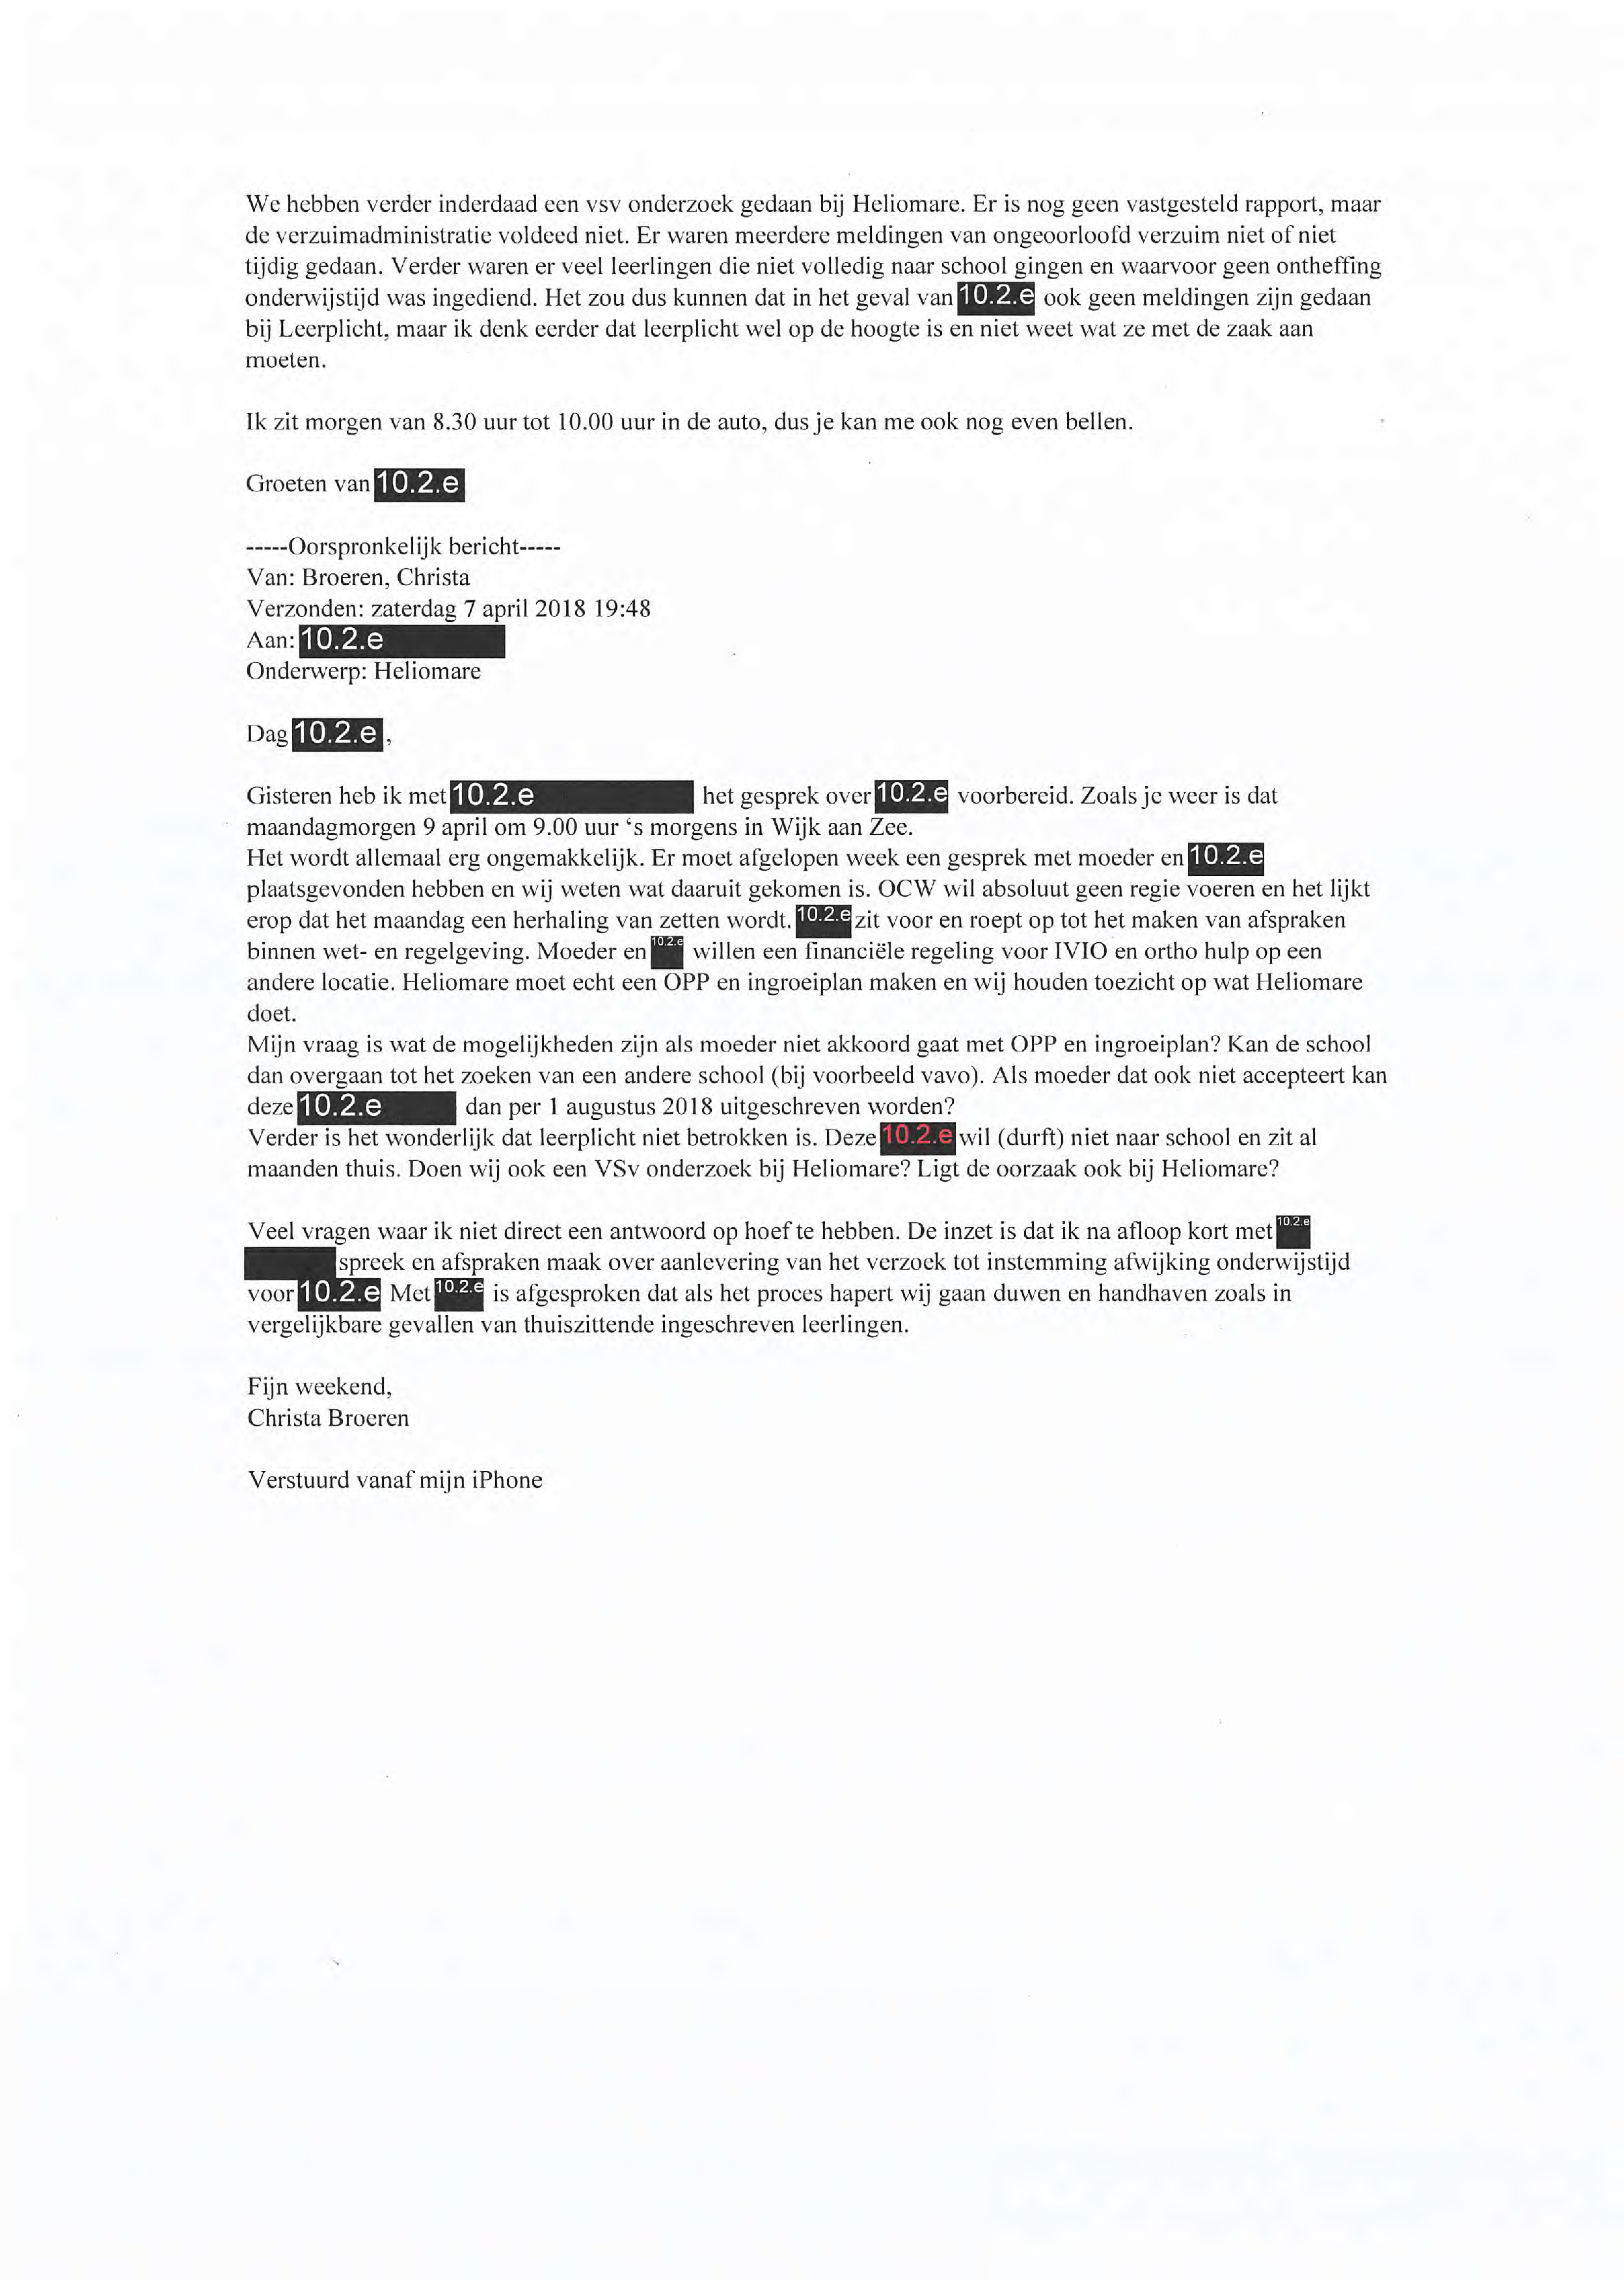 We hebben verder inderdaad een vsv onderzoek gedaan bij Heliomare. Er is nog geen vastgesteld rapport, maar
de verzuimadministratie voldeed niet. Er waren meerdere meldingen van ongeoorloofd verzuim niet of niet
tijdig gedaan. Verder waren er veel leerlingen die niet volledig naar school gingen en waarvoor geen ontheffing
onderwijstijd was ingediend. Het zou dus kunnen dat in het geval van 10.2.e ook geen meldingen zijn gedaan
bij Leerplicht, maar ik denk eerder dat leerplicht wel op de hoogte is en niet weet wat ze met de zaak aan
moeten.
Ik zit morgen van 8.30 uur tot 10.00 uur in de auto, dus je kan me ook nog even bellen.
Groeten van 10.2.e
-----Oorspronkelijk bericht-----
Van: Broeren, Christa
Verzonden: zaterdag 7 april 2018 19:48
Aan: 10.2.e
Onderwerp: Heliomare
Dag 10.2.e ,
Gisteren heb ik met 10.2.e het gesprek over 10.2.e voorbereid. Zoals je weer is dat
maandagmorgen 9 april om 9.00 uur ‘s morgens in Wijk aan Zee.
Het wordt allemaal erg ongemakkelijk. Er moet afgelopen week een gesprek met moeder en 10.2.e
plaatsgevonden hebben en wij weten wat daaruit gekomen is. OCW wil absoluut geen regie voeren en het lijkt
erop dat het maandag een herhaling van zetten wordt. 10.2.e zit voor en roept op tot het maken van afspraken
binnen wet- en regelgeving. Moeder en 10.2.e willen een financiële regeling voor IVIO en ortho hulp op een
andere locatie. Heliomare moet echt een OPP en ingroeiplan maken en wij houden toezicht op wat Heliomare
doet.
Mijn vraag is wat de mogelijkheden zijn als moeder niet akkoord gaat met OPP en ingroeiplan? Kan de school
dan overgaan tot het zoeken van een andere school (bij voorbeeld vavo). Als moeder dat ook niet accepteert kan
deze 10.2.e dan per 1 augustus 2018 uitgeschreven worden?
Verder is het wonderlijk dat leerplicht niet betrokken is. Deze 10.2.e wil (durft) niet naar school en zit al
maanden thuis. Doen wij ook een VSv onderzoek bij Heliomare? Ligt de oorzaak ook bij Heliomare?
Veel vragen waar ik niet direct een antwoord op hoef te hebben. De inzet is dat ik na afloop kort met 10.2.e
spreek en afspraken maak over aanlevering van het verzoek tot instemming afwijking onderwijstijd
voor 10.2.e Met 10.2.e is afgesproken dat als het proces hapert wij gaan duwen en handhaven zoals in
vergelijkbare gevallen van thuiszittende ingeschreven leerlingen.
Fijn weekend,
Christa Broeren
Verstuurd vanaf mijn iPhone